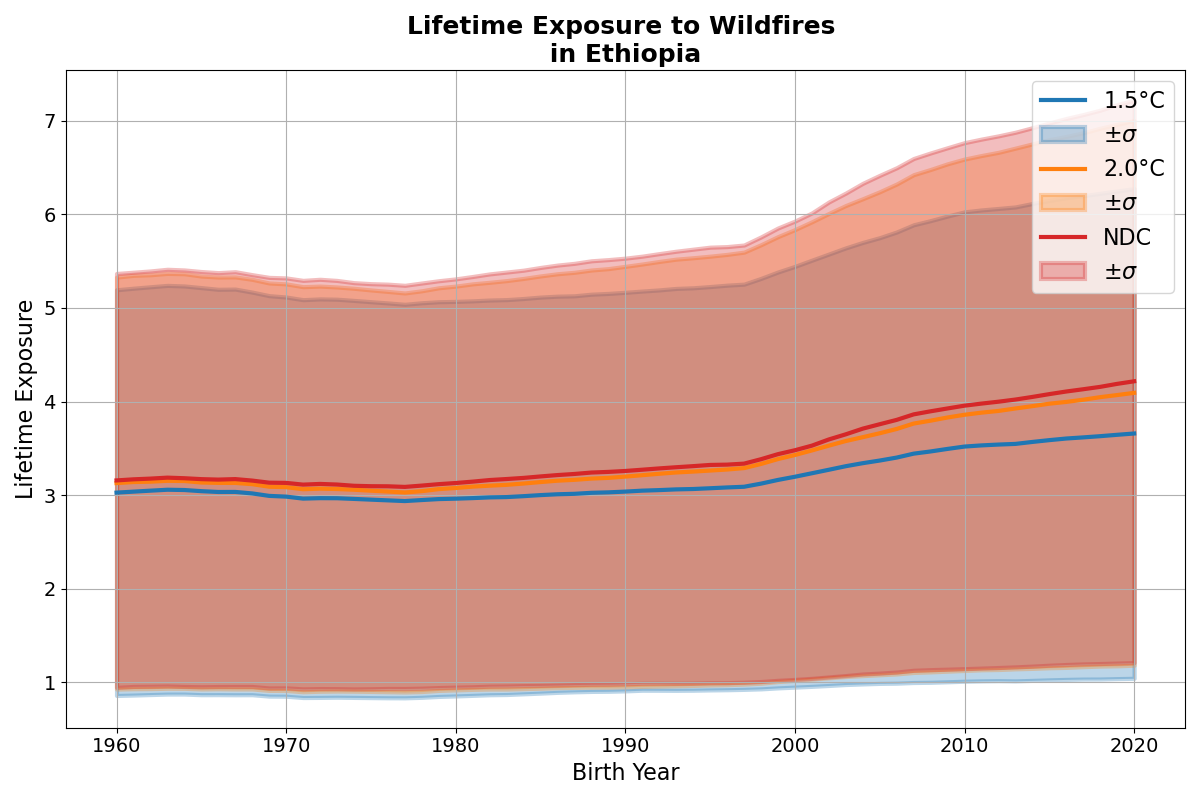 Lifetime Exposure to Wildfires
in Ethiopia
Lifetime Exposure
7
6
5
4
3
2
1
1960 1970 1980 1990 2000 2010 2020
Birth Year
1.5°C
±σ
2.0°C
±σ
NDC
±σ